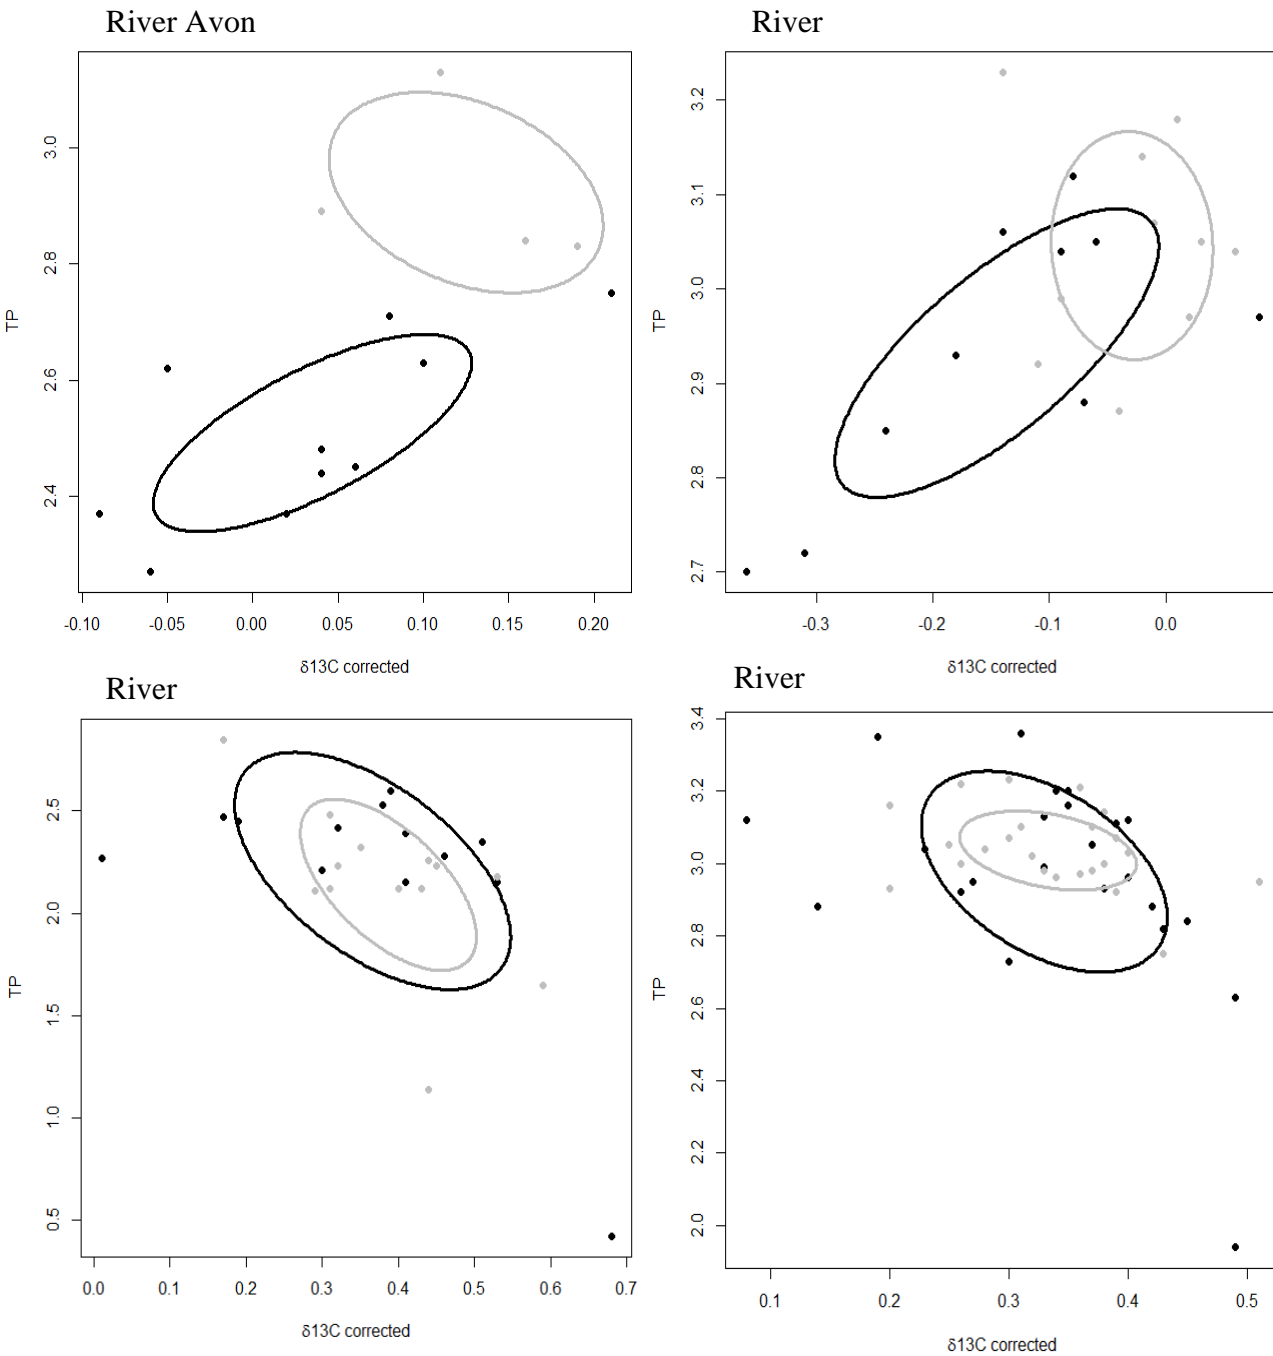 River Avon
TP
3.0
2.8
2.6
2.4
-0.10 -0.05 0.00 0.05 0.10 0.15 0.20
δ13C corrected
River
TP
3.2
3.1
3.0
2.9
2.8
2.7
-0.3 -0.2 -0.1 0.0
δ13C corrected
River
TP
2.5
2.0
1.5
1.0
0.5
0.0 0.1 0.2 0.3 0.4 0.5 0.6 0.7
δ13C corrected
River
TP
3.4
3.2
3.0
2.8
2.6
2.4
2.2
2.0
0.1 0.2 0.3 0.4 0.5
δ13C corrected